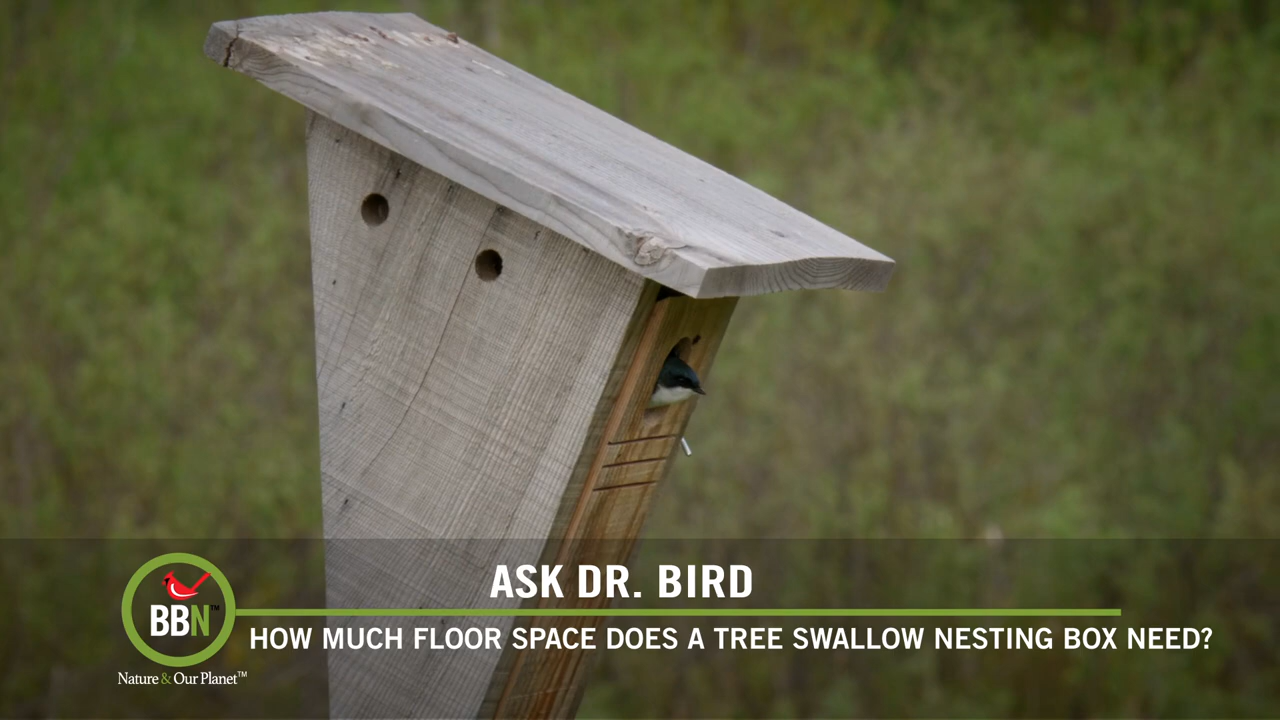 ASK DR. BIRD
BBN™
HOW MUCH FLOOR SPACE DOES A TREE SWALLOW NESTING BOX NEED?
Nature & Our Planet™